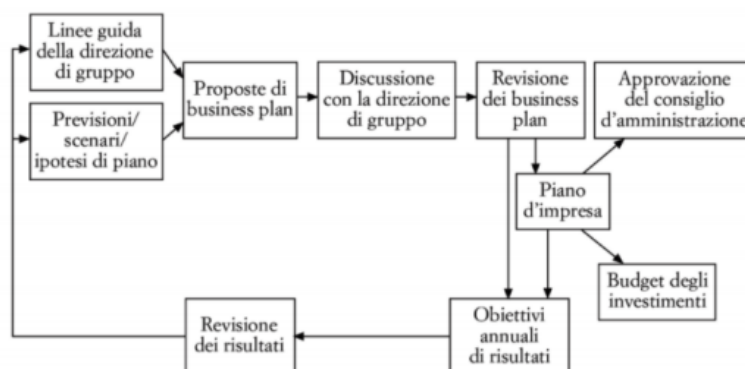 Linee guida
della direzione
di gruppo
Previsioni/
scenari/
ipotesi di piano
Proposte di
business plan
Discussione
con la direzione
di gruppo
Revisione
dei business
plan
Approvazione
del consiglio
d'amministrazione
Piano
d'impresa
Budget degli
investimenti
Obiettivi
annuali
di risultati
Revisione
dei risultati